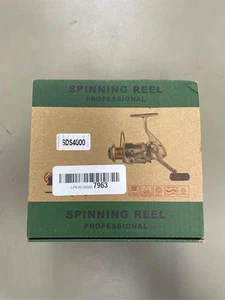 SPINNING REEL
PROFESSIONAL
SDS4000
7963
SPINNING REEL
PROFESSIONAL